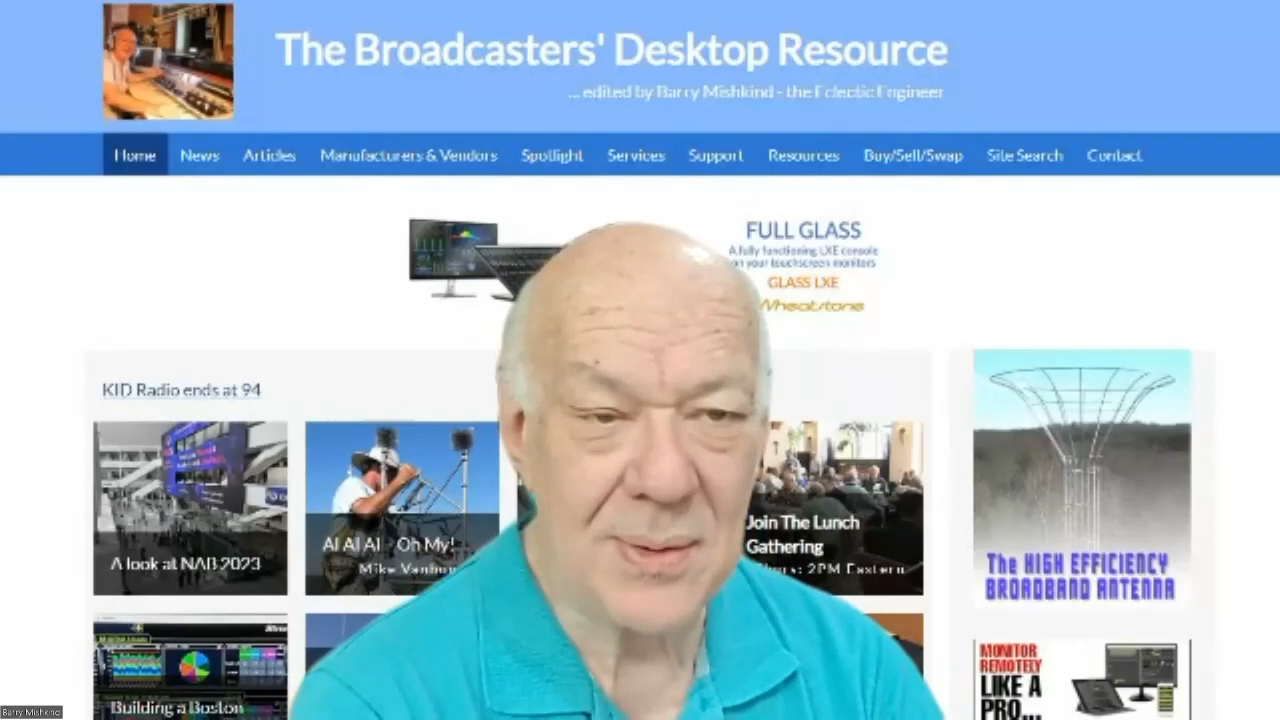 The Broadcasters' Desktop Resource
... edited by Barry Mishkind - the Eclectic Engineer
Home News Articles Manufacturers & Vendors Spotlight Services Support Resources Buy/Sell/Swap Site Search Contact
FULL GLASS
A fully functioning LXE console
on your touchscreen monitors
GLASS LXE
Wheatstone
KID Radio ends at 94
A look at NAB 2023
AI AI AI - Oh My!
Mike
Join The Lunch
Gathering
2PM Eastern
The HIGH EFFICIENCY
BROADBAND ANTENNA
MONITOR
REMOTELY
LIKE A
PRO...
Building a Boston
Barry Mishkind